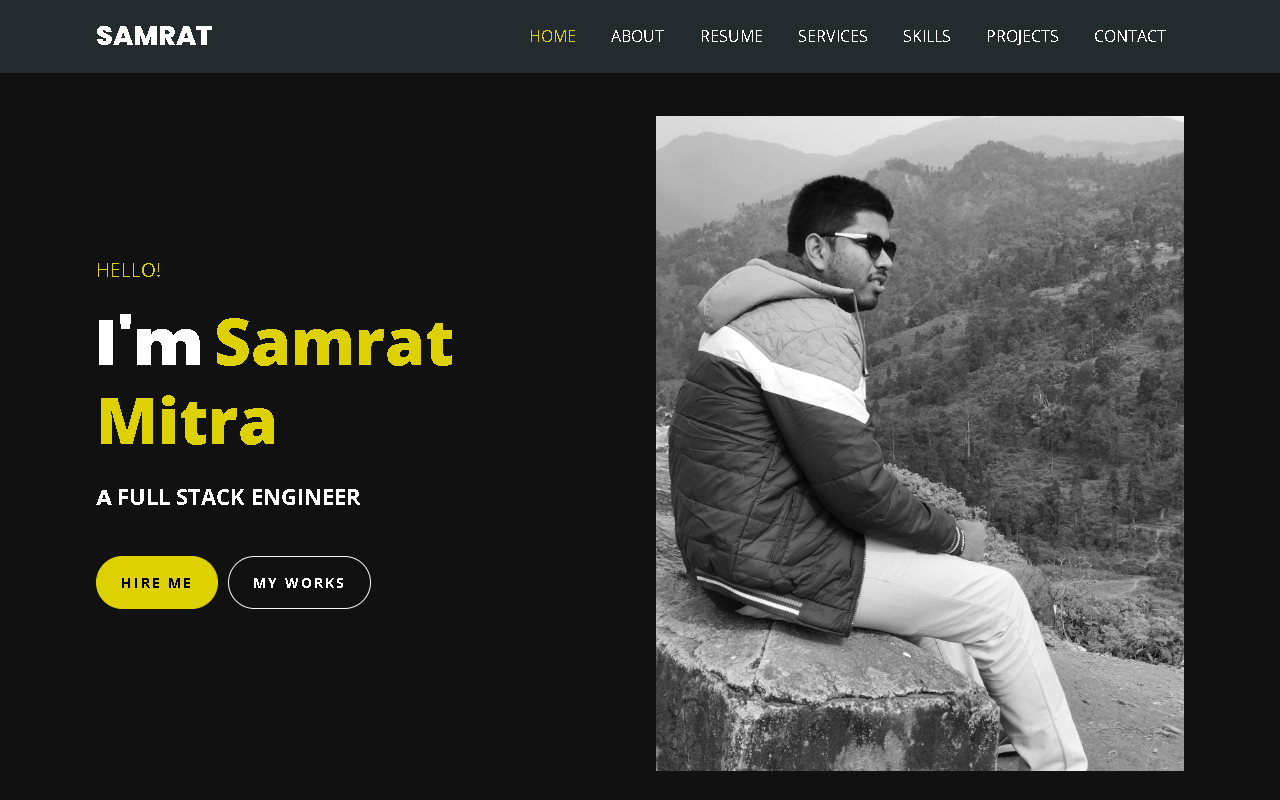 SAMRAT
HOME ABOUT RESUME SERVICES SKILLS PROJECTS CONTACT
HELLO!
I'm Samrat
Mitra
A FULL STACK ENGINEER
HIRE ME MY WORKS